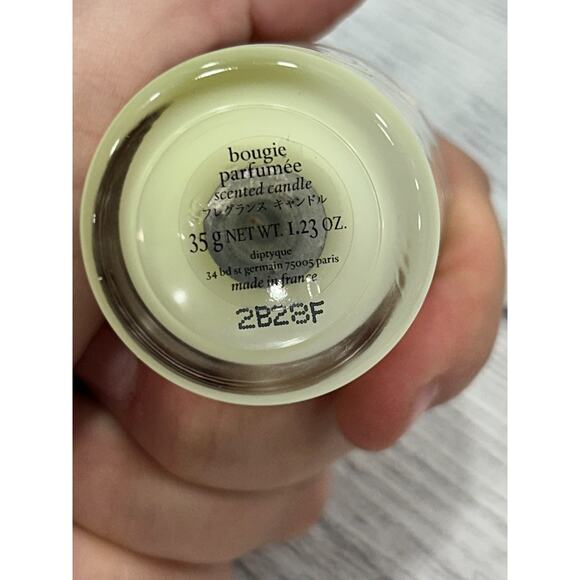 bougie
parfumée
scented candle
フレグランス キャンドル
35 g NET WT. 1.23 OZ.
diptyque
34 bd st germain 75005 paris
made in france
2B28F